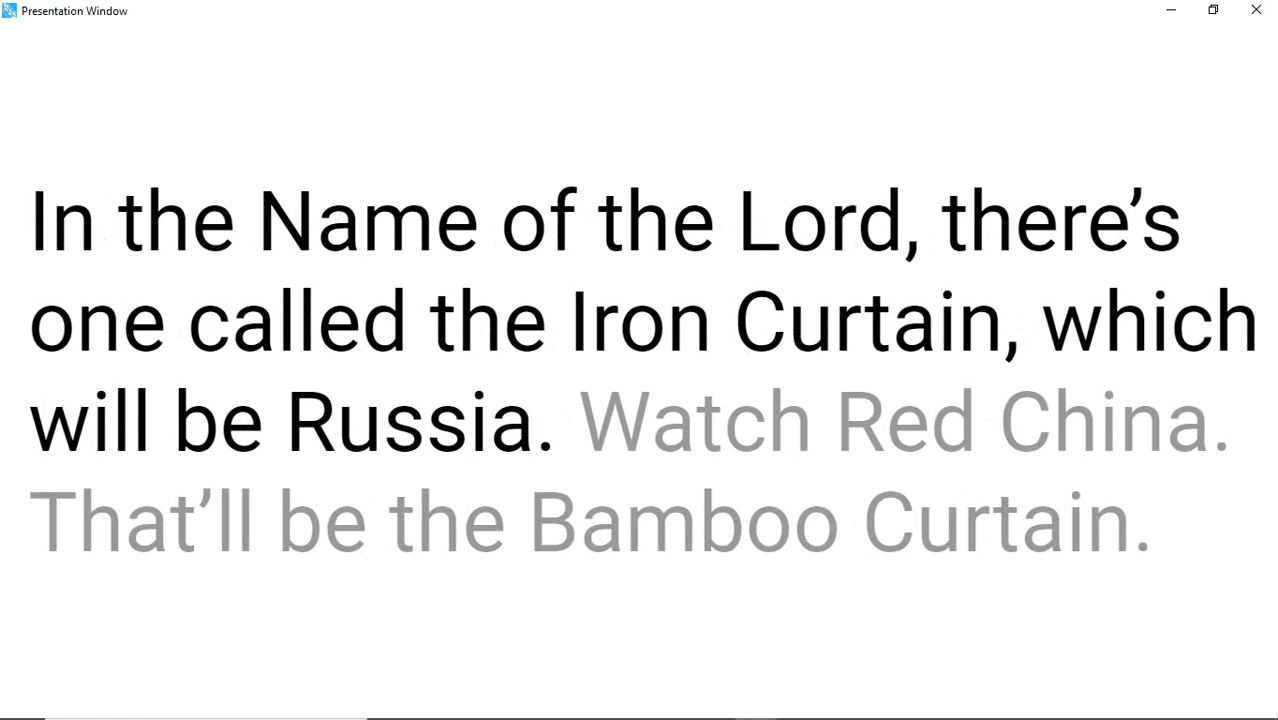 Presentation Window
In the Name of the Lord, there’s
one called the Iron Curtain, which
will be Russia. Watch Red China.
That’ll be the Bamboo Curtain.